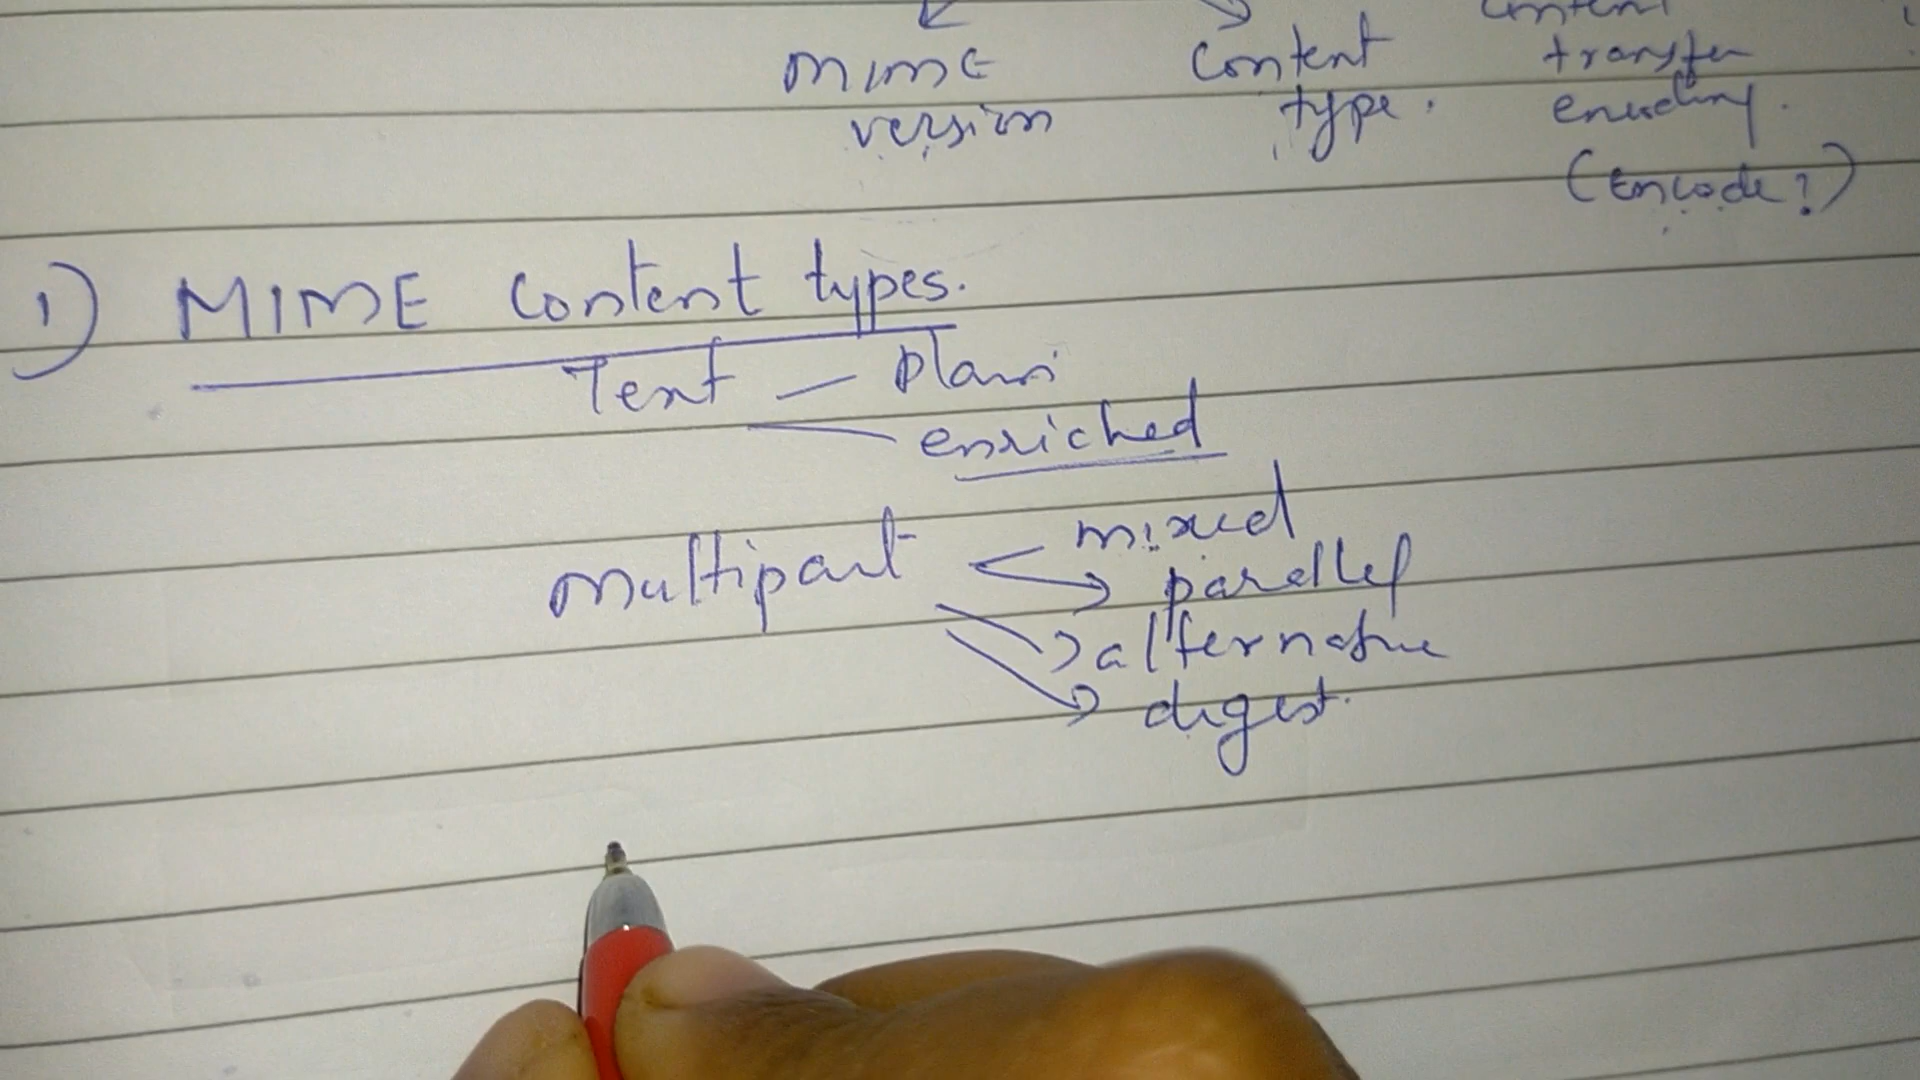 MIME
version
Content
type.
Content
transfer
encoding.
(Encode?)
1) MIME Content types.
Text - Plain
enriched
Multipart
mixed
parallel
alternative
digest.